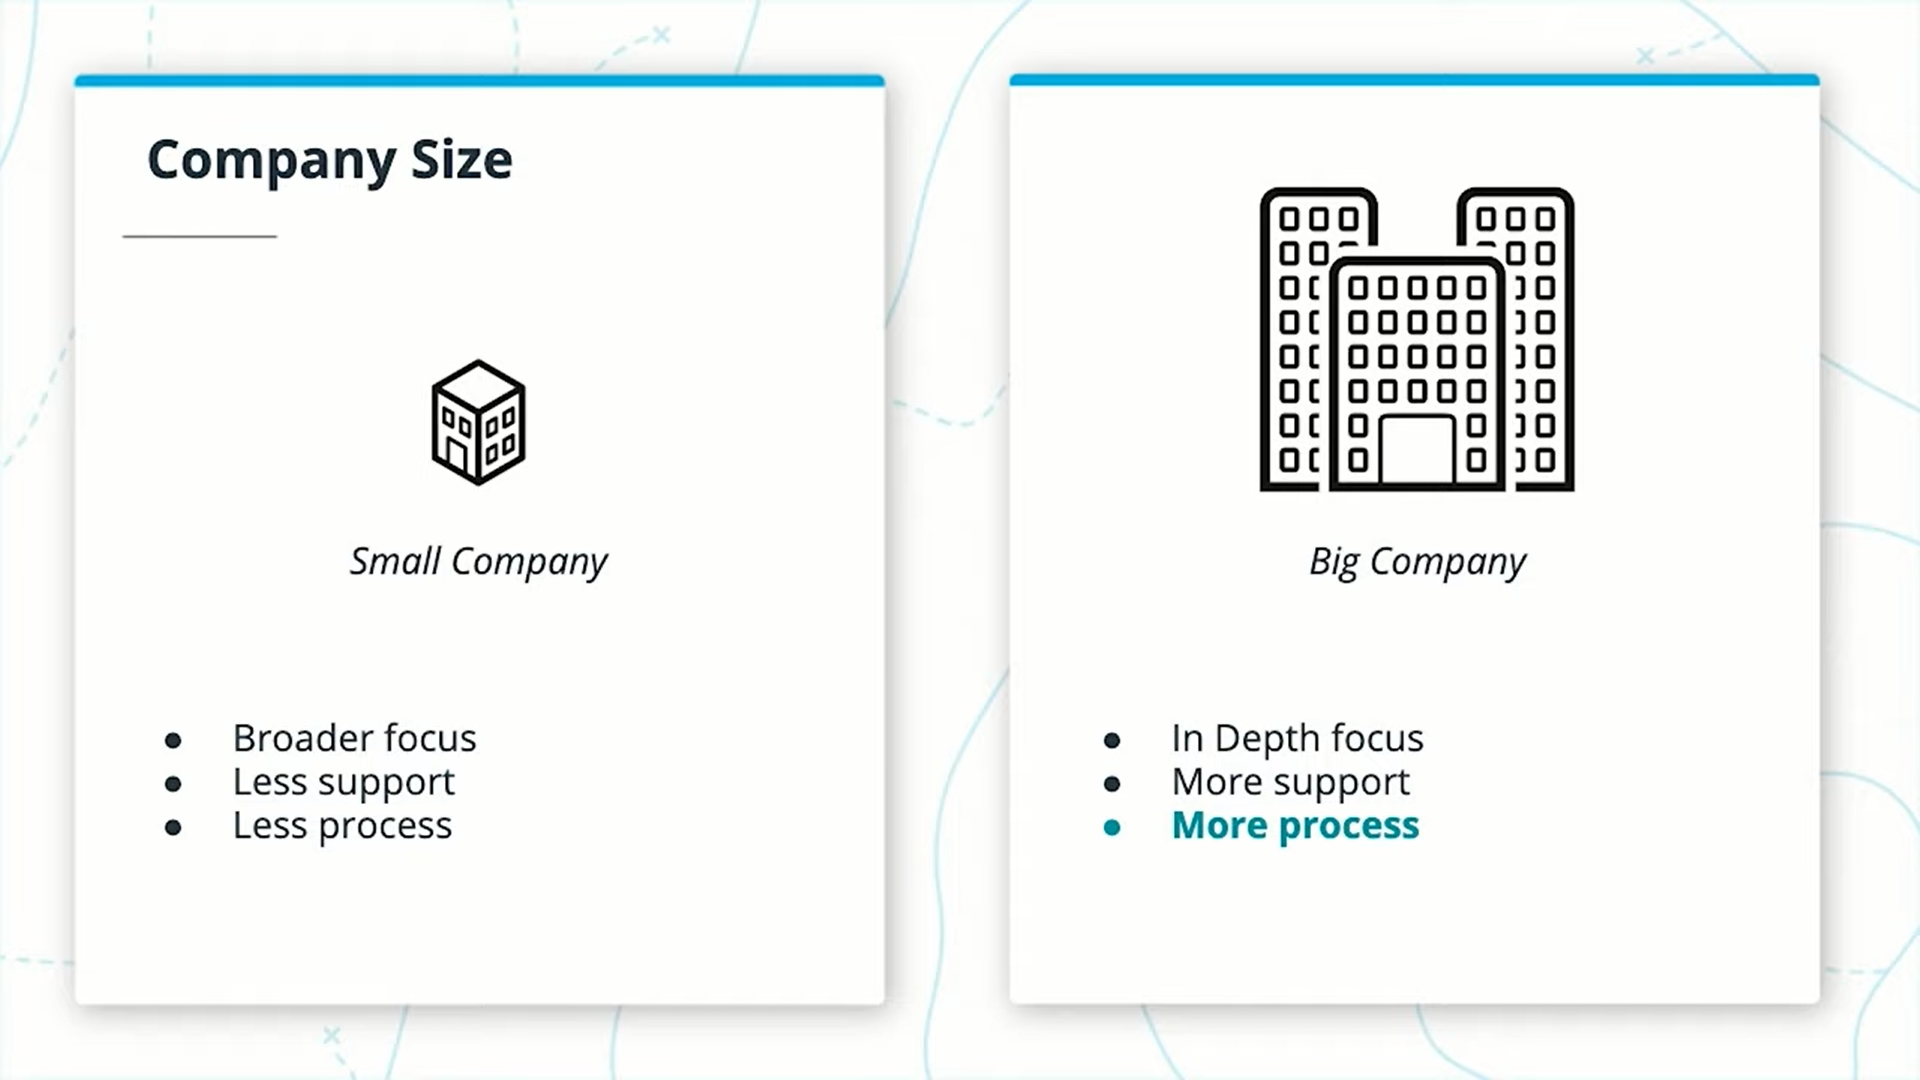 Company Size
Small Company
● Broader focus
● Less support
● Less process
Big Company
● In Depth focus
● More support
● More process